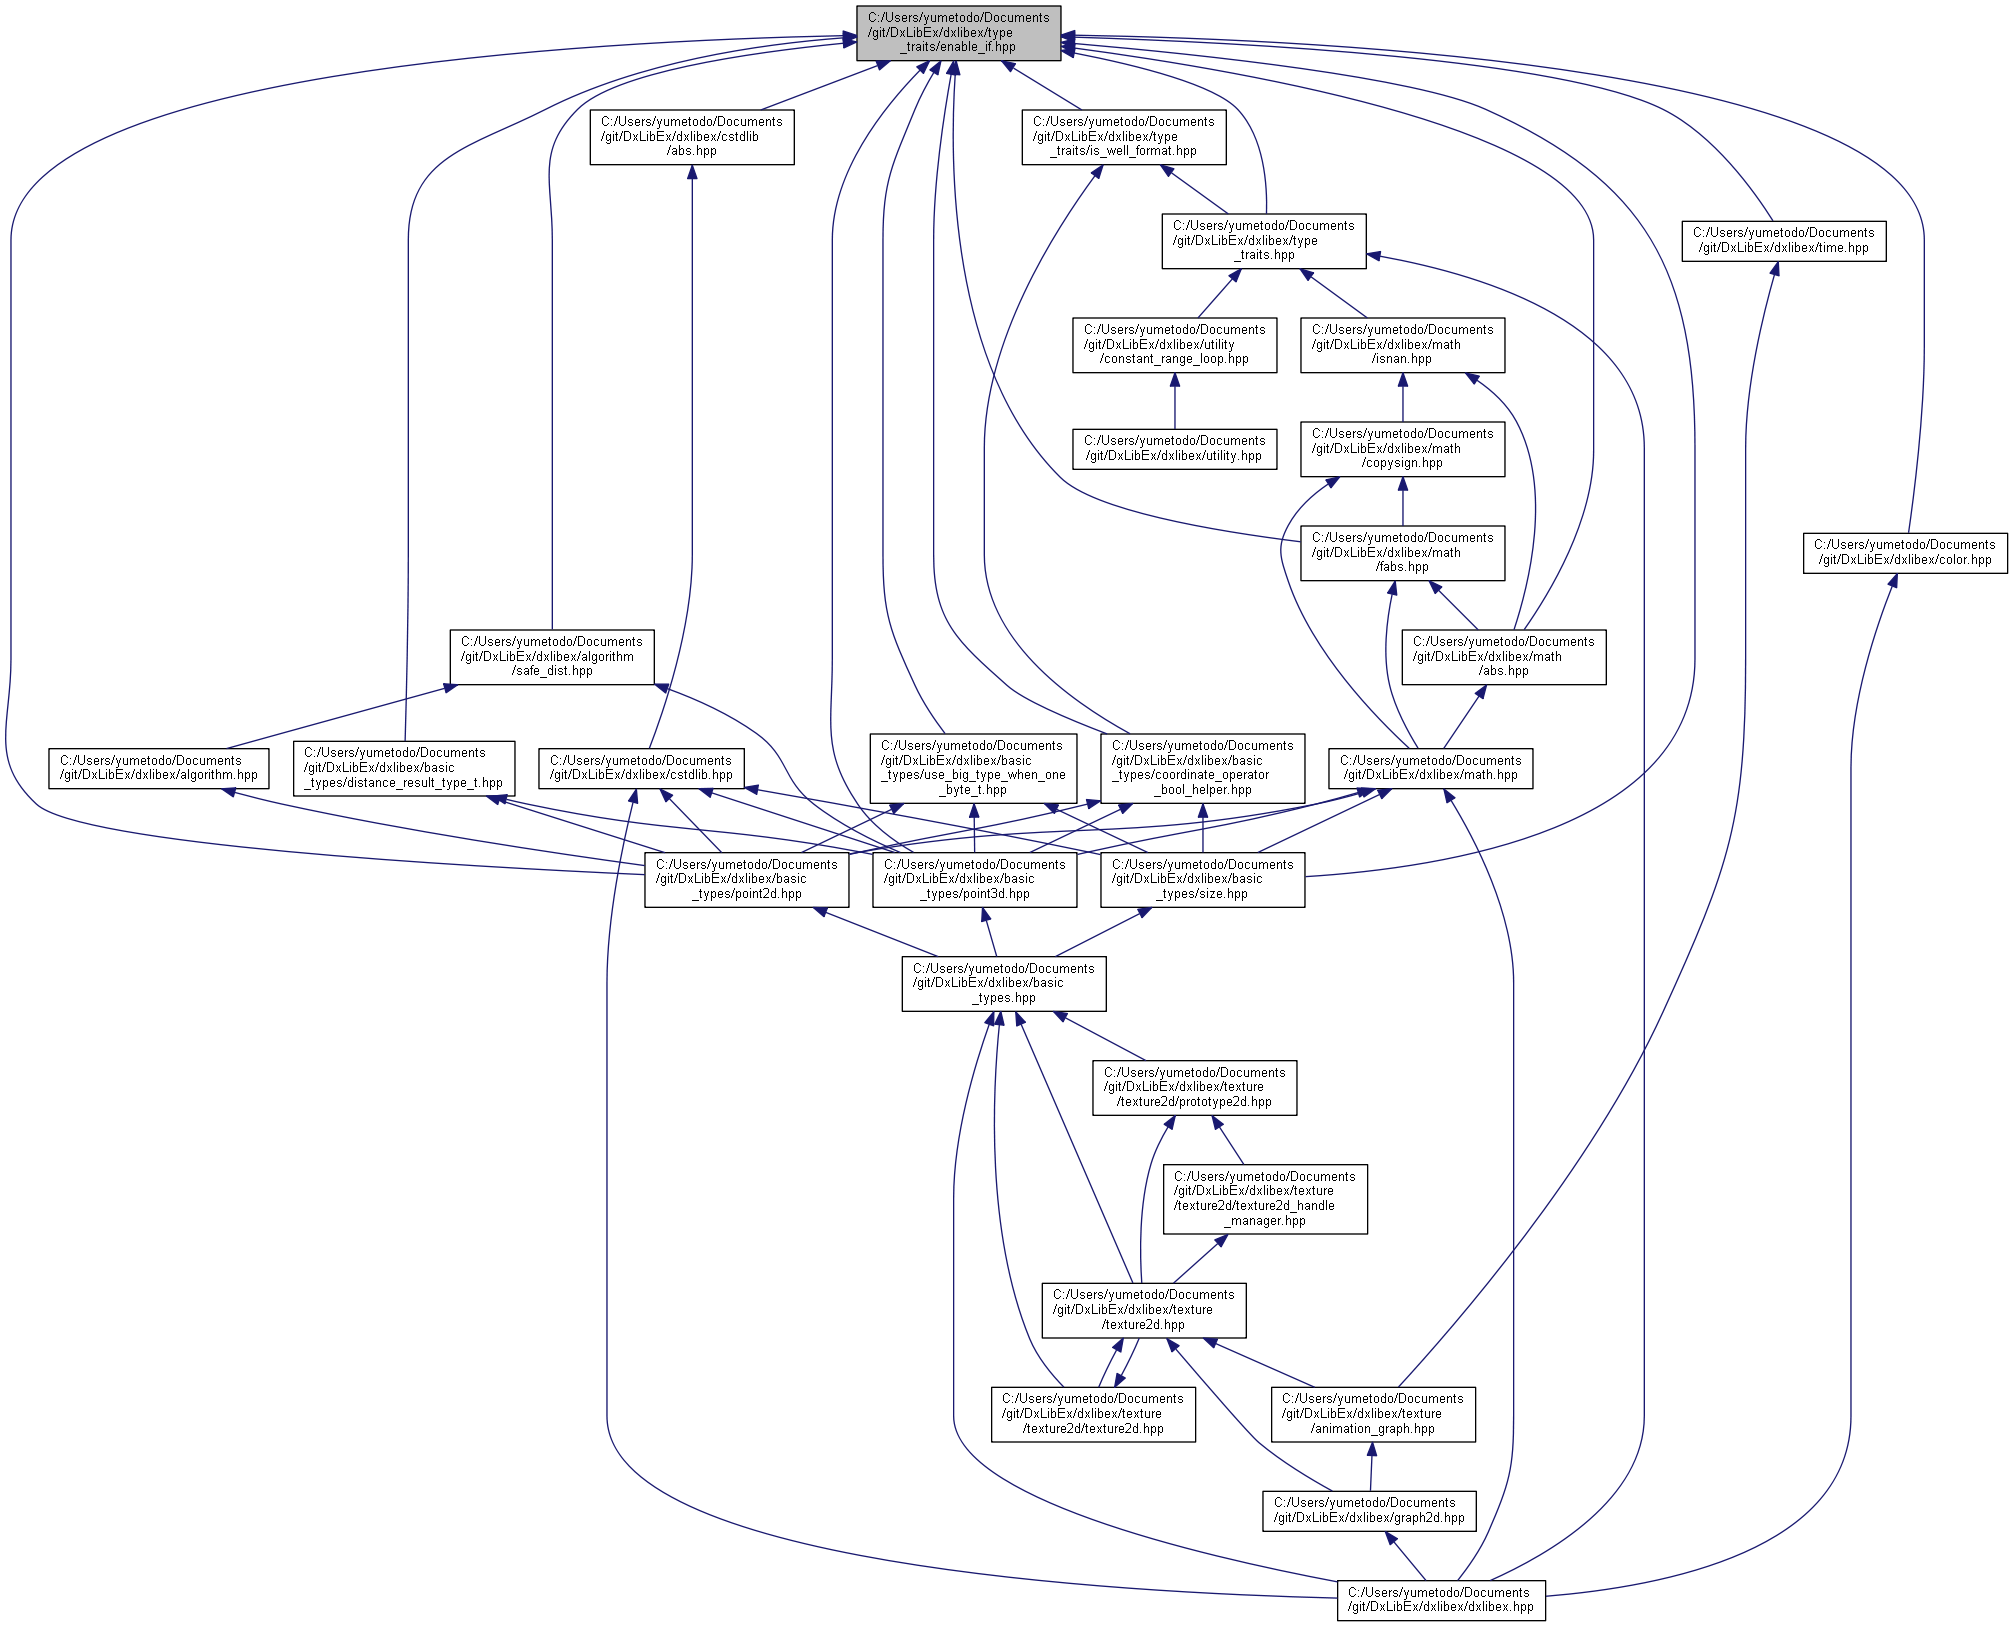 C:/Users/yumetodo/Documents
/git/DxLibEx/dxlibex/type
_traits/enable_if.hpp
C:/Users/yumetodo/Documents
/git/DxLibEx/dxlibex/cstdlib
/abs.hpp
C:/Users/yumetodo/Documents
/git/DxLibEx/dxlibex/type
_traits/is_well_format.hpp
C:/Users/yumetodo/Documents
/git/DxLibEx/dxlibex/type
_traits.hpp
C:/Users/yumetodo/Documents
/git/DxLibEx/dxlibex/time.hpp
C:/Users/yumetodo/Documents
/git/DxLibEx/dxlibex/utility
/constant_range_loop.hpp
C:/Users/yumetodo/Documents
/git/DxLibEx/dxlibex/math
/isnan.hpp
C:/Users/yumetodo/Documents
/git/DxLibEx/dxlibex/utility.hpp
C:/Users/yumetodo/Documents
/git/DxLibEx/dxlibex/math
/copysign.hpp
C:/Users/yumetodo/Documents
/git/DxLibEx/dxlibex/math
/fabs.hpp
C:/Users/yumetodo/Documents
/git/DxLibEx/dxlibex/color.hpp
C:/Users/yumetodo/Documents
/git/DxLibEx/dxlibex/algorithm
/safe_dist.hpp
C:/Users/yumetodo/Documents
/git/DxLibEx/dxlibex/math
/abs.hpp
C:/Users/yumetodo/Documents
/git/DxLibEx/dxlibex/algorithm.hpp
C:/Users/yumetodo/Documents
/git/DxLibEx/dxlibex/basic
_types/distance_result_type_t.hpp
C:/Users/yumetodo/Documents
/git/DxLibEx/dxlibex/cstdlib.hpp
C:/Users/yumetodo/Documents
/git/DxLibEx/dxlibex/basic
_types/use_big_type_when_one
_byte_t.hpp
C:/Users/yumetodo/Documents
/git/DxLibEx/dxlibex/basic
_types/coordinate_operator
_bool_helper.hpp
C:/Users/yumetodo/Documents
/git/DxLibEx/dxlibex/math.hpp
C:/Users/yumetodo/Documents
/git/DxLibEx/dxlibex/basic
_types/point2d.hpp
C:/Users/yumetodo/Documents
/git/DxLibEx/dxlibex/basic
_types/point3d.hpp
C:/Users/yumetodo/Documents
/git/DxLibEx/dxlibex/basic
_types/size.hpp
C:/Users/yumetodo/Documents
/git/DxLibEx/dxlibex/basic
_types.hpp
C:/Users/yumetodo/Documents
/git/DxLibEx/dxlibex/texture
/texture2d/prototype2d.hpp
C:/Users/yumetodo/Documents
/git/DxLibEx/dxlibex/texture
/texture2d/texture2d_handle
_manager.hpp
C:/Users/yumetodo/Documents
/git/DxLibEx/dxlibex/texture
/texture2d.hpp
C:/Users/yumetodo/Documents
/git/DxLibEx/dxlibex/texture
/texture2d/texture2d.hpp
C:/Users/yumetodo/Documents
/git/DxLibEx/dxlibex/texture
/animation_graph.hpp
C:/Users/yumetodo/Documents
/git/DxLibEx/dxlibex/graph2d.hpp
C:/Users/yumetodo/Documents
/git/DxLibEx/dxlibex/dxlibex.hpp